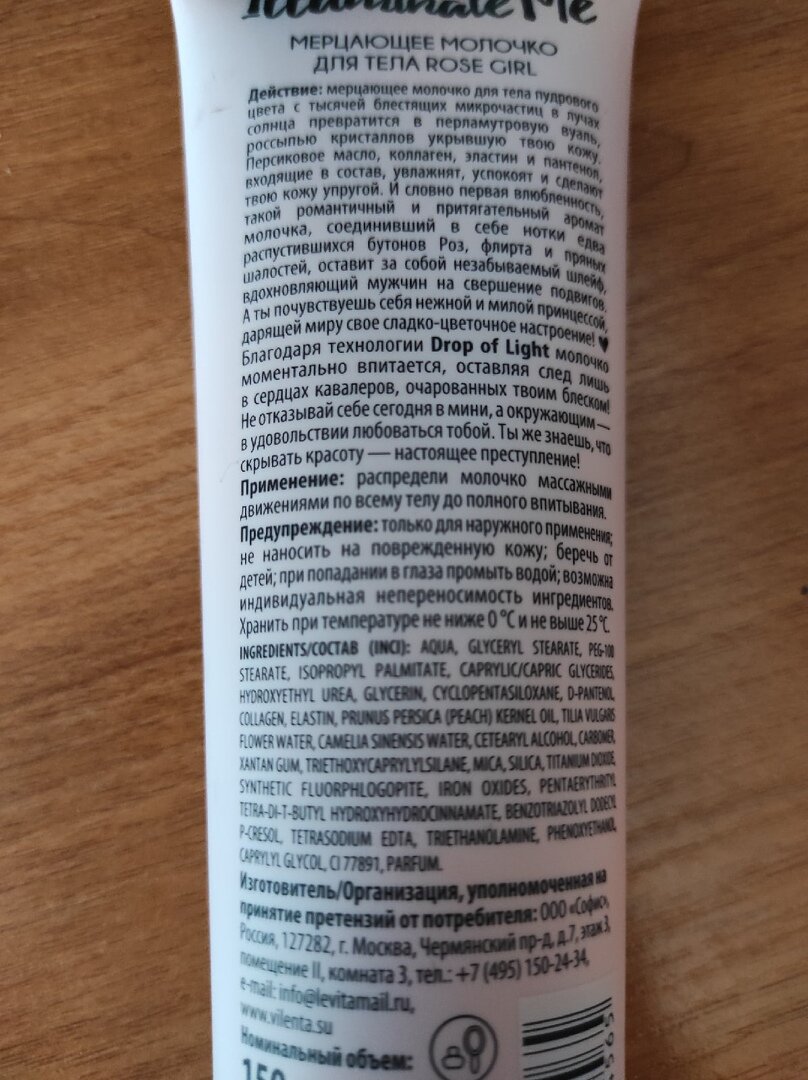 Illuminate Me
МЕРЦАЮЩЕЕ МОЛОЧКО
ДЛЯ ТЕЛА ROSE GIRL
Действие: мерцающее молочко для тела пудрового
цвета с тысячей блестящих микрочастиц в лучах
солнца превратится в перламутровую вуаль,
россыпью кристаллов укрывшую твою кожу.
Персиковое масло, коллаген, эластин и пантенол,
входящие в состав, увлажнят, успокоят и сделают
твою кожу упругой. И словно первая влюбленность,
такой романтичный и притягательный аромат
молочка, соединивший в себе нотки едва
распустившихся бутонов Роз, флирта и пряных
шалостей, оставит за собой незабываемый шлейф,
вдохновляющий мужчин на свершение подвигов.
А ты почувствуешь себя нежной и милой принцессой,
дарящей миру свое сладко-цветочное настроение! ♥
Благодаря технологии Drop of Light молочко
моментально впитается, оставляя след лишь
в сердцах кавалеров, очарованных твоим блеском!
Не отказывай себе сегодня в мини, а окружающим —
в удовольствии любоваться тобой. Ты же знаешь, что
скрывать красоту — настоящее преступление!
Применение: распредели молочко массажными
движениями по всему телу до полного впитывания.
Предупреждение: только для наружного применения;
не наносить на поврежденную кожу; беречь от
детей; при попадании в глаза промыть водой; возможна
индивидуальная непереносимость ингредиентов.
Хранить при температуре не ниже 0 °С и не выше 25 °С.
INGREDIENTS/СОСТАВ (INCI): AQUA, GLYCERYL STEARATE, PEG-100
STEARATE, ISOPROPYL PALMITATE, CAPRYLIC/CAPRIC GLYCERIDES,
HYDROXYETHYL UREA, GLYCERIN, CYCLOPENTASILOXANE, D-PANTENOL,
COLLAGEN, ELASTIN, PRUNUS PERSICA (PEACH) KERNEL OIL, TILIA VULGARIS
FLOWER WATER, CAMELIA SINENSIS WATER, CETEARYL ALCOHOL, CARBOMER,
XANTAN GUM, TRIETHOXYCAPRYLYLSILANE, MICA, SILICA, TITANIUM DIOXIDE,
SYNTHETIC FLUORPHLOGOPITE, IRON OXIDES, PENTAERYTHRITYL
TETRA-DI-T-BUTYL HYDROXYHYDROCINNAMATE, BENZOTRIAZOLYL DODECYL
P-CRESOL, TETRASODIUM EDTA, TRIETHANOLAMINE, PHENOXYETHANOL,
CAPRYLYL GLYCOL, CI 77891, PARFUM.
Изготовитель/Организация, уполномоченная на
принятие претензий от потребителя: ООО «Софис»,
Россия, 127282, г. Москва, Чермянский пр-д, д.7, этаж 3,
помещение II, комната 3, тел.: +7 (495) 150-24-34,
e-mail: info@levitamail.ru,
www.vilenta.su
Номинальный объем:
150